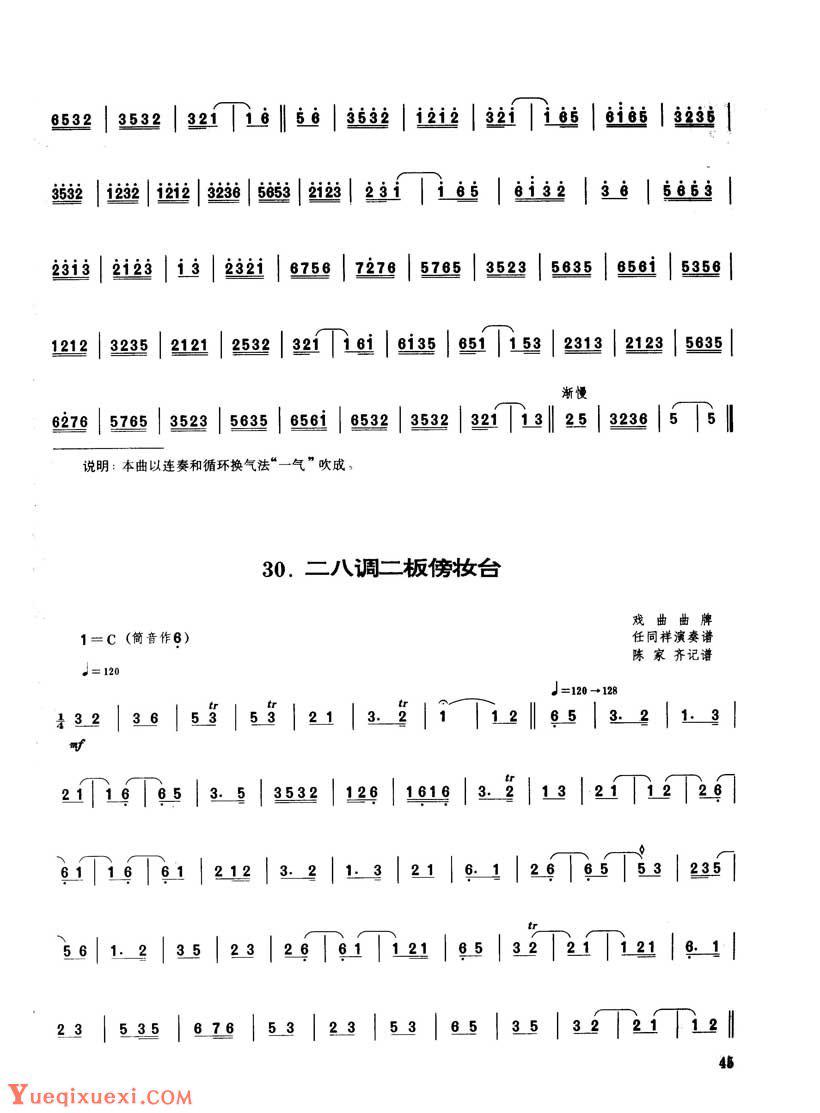 6532 | 3532 | 321 | 16 || 56 | 3532 | 1212 | 321 | 165 | 6165 | 3235 |
3532 | 1232 | 1212 | 3236 | 5653 | 2123 | 231 | 165 | 6132 | 36 | 5653 |
2313 | 2123 | 13 | 2321 | 6756 | 7276 | 5765 | 3523 | 5635 | 6561 | 5356 |
1212 | 3235 | 2121 | 2532 | 321 | 161 | 6135 | 651 | 153 | 2313 | 2123 | 5635 |
渐慢
6276 | 5765 | 3523 | 5635 | 6561 | 6532 | 3532 | 321 | 13 || 25 | 3236 | 5 | 5 ||
说明：本曲以连奏和循环换气法“一气”吹成。
30. 二八调二板傍妆台
戏曲曲牌
1=C (筒音作6̣)
任同祥演奏谱
陈家齐记谱
♩=120
♩=120→128
1/4 32 | 36 | 53 tr | 53 tr | 21 | 3. 2 tr | 1 | 12 || 65 | 3. 2 | 1. 3 |
mf
21 | 16 | 65 | 3. 5 | 3532 | 126 | 1616 | 3. 2 tr | 13 | 21 | 12 | 26 |
61 | 16 | 61 | 212 | 3. 2 | 1. 3 | 21 | 6. 1 | 26 | 65 | 53 | 235 |
56 | 1. 2 | 35 | 23 | 26 | 61 | 121 | 65 | 32 tr | 21 | 121 | 6. 1 |
23 | 535 | 676 | 53 | 23 | 53 | 65 | 35 | 32 | 21 | 12 ||
45
Yueqixuexi.com